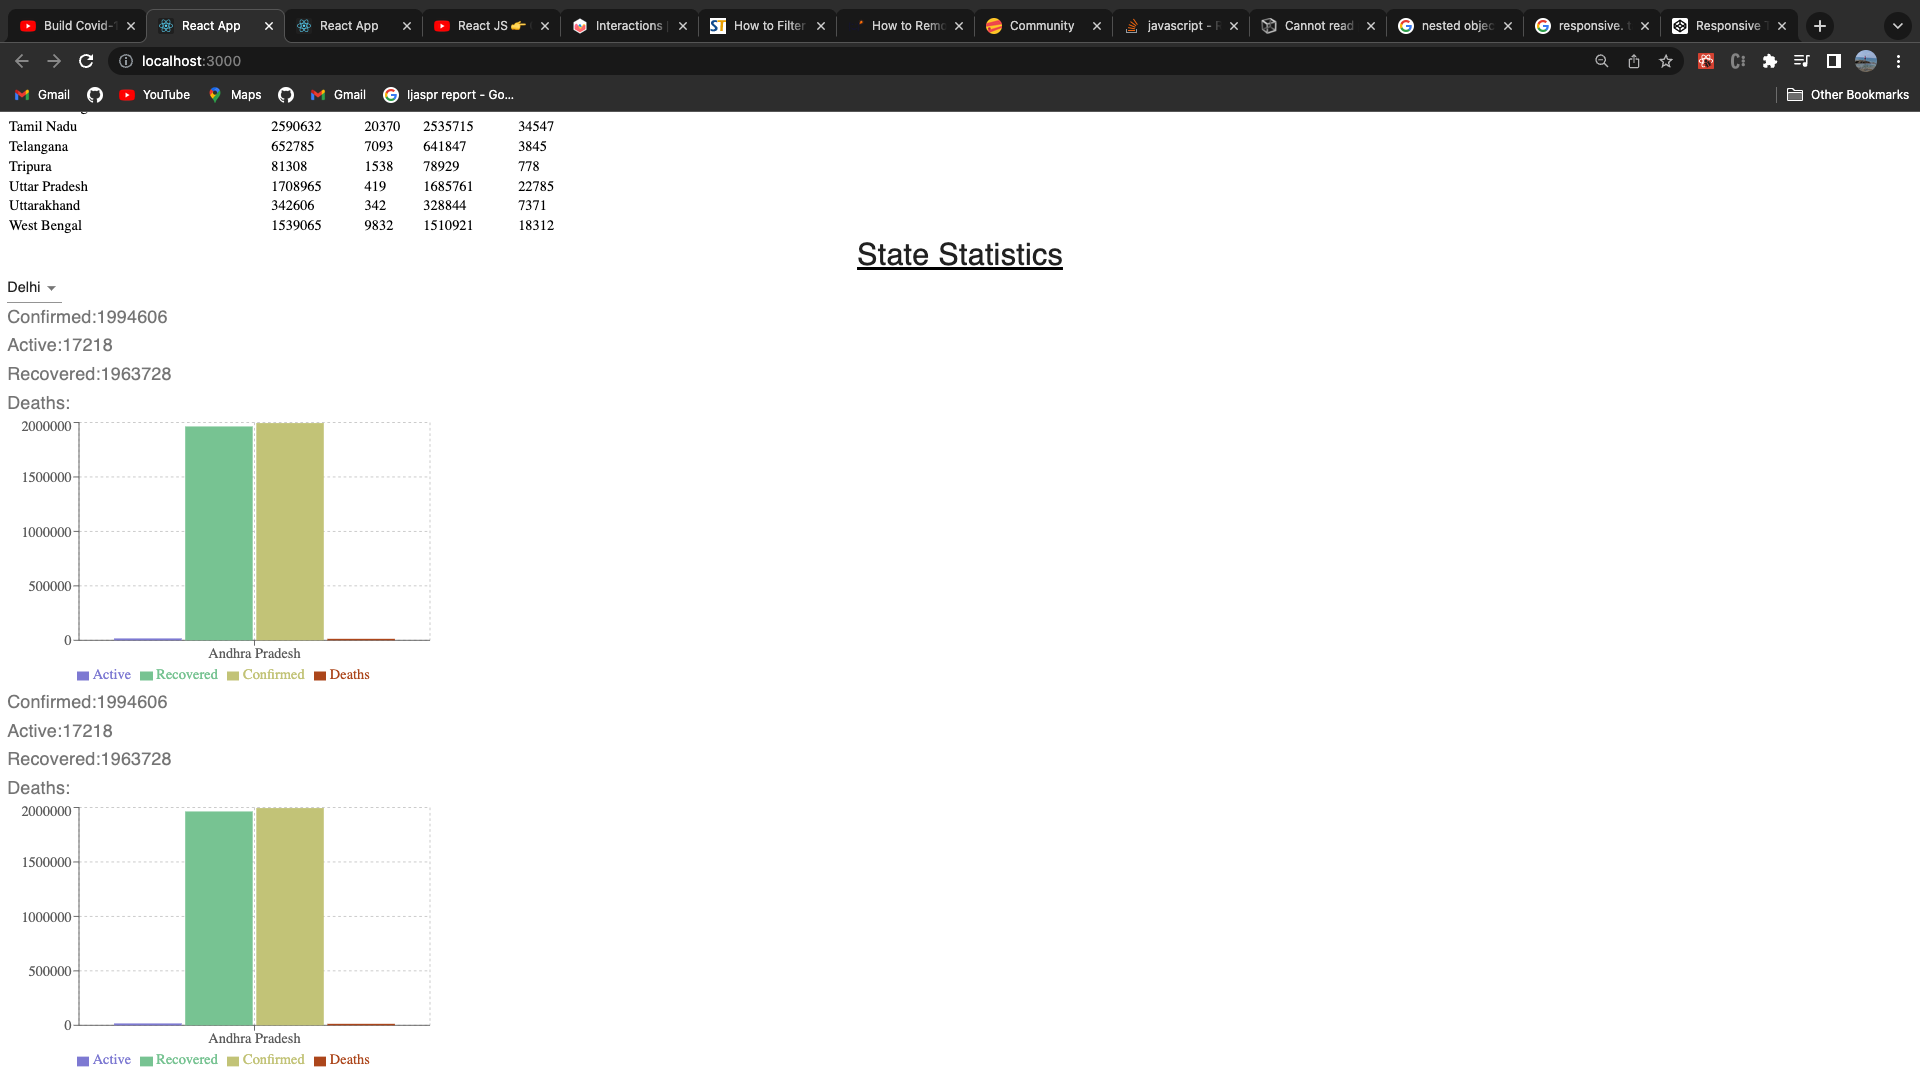 Build Covid-1
React App
React App
React JS 👉
Interactions
How to Filter
How to Remo
Community
javascript - R
Cannot read
nested objec
responsive. t
Responsive T
localhost:3000
Gmail
YouTube
Maps
Gmail
Ijaspr report - Go...
Other Bookmarks
Tamil Nadu 2590632 20370 2535715 34547
Telangana 652785 7093 641847 3845
Tripura 81308 1538 78929 778
Uttar Pradesh 1708965 419 1685761 22785
Uttarakhand 342606 342 328844 7371
West Bengal 1539065 9832 1510921 18312
State Statistics
Delhi
Confirmed:1994606
Active:17218
Recovered:1963728
Deaths:
2000000
1500000
1000000
500000
0
Andhra Pradesh
Active Recovered Confirmed Deaths
Confirmed:1994606
Active:17218
Recovered:1963728
Deaths:
2000000
1500000
1000000
500000
0
Andhra Pradesh
Active Recovered Confirmed Deaths